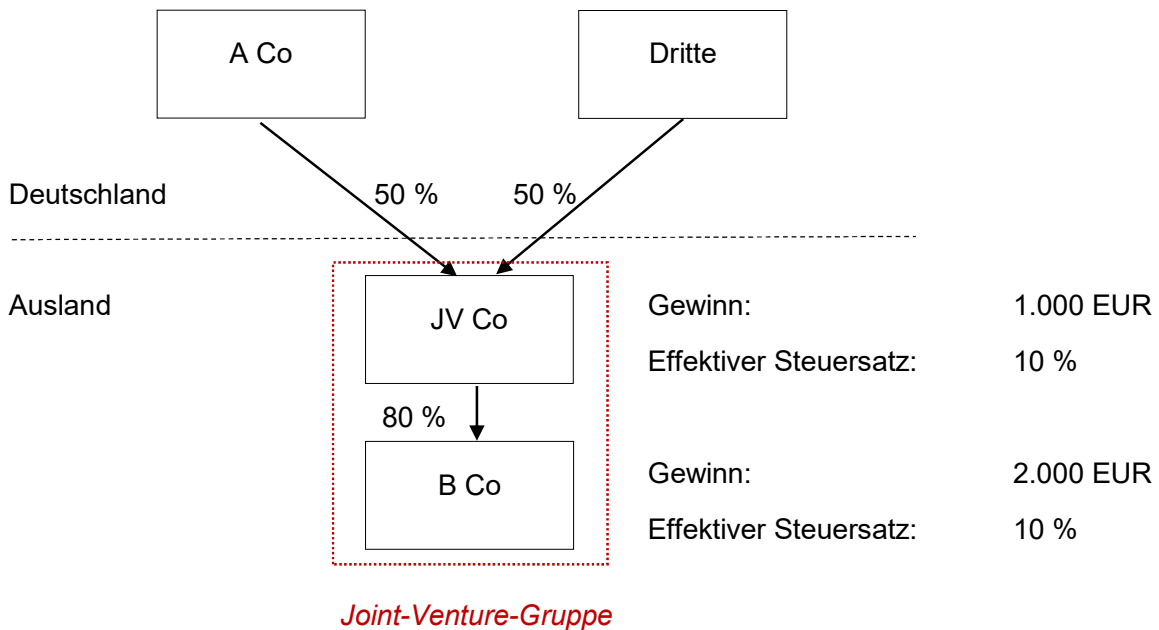 A Co Dritte
Deutschland 50 % 50 %
Ausland JV Co Gewinn: 1.000 EUR
Effektiver Steuersatz: 10 %
80 %
B Co Gewinn: 2.000 EUR
Effektiver Steuersatz: 10 %
Joint-Venture-Gruppe